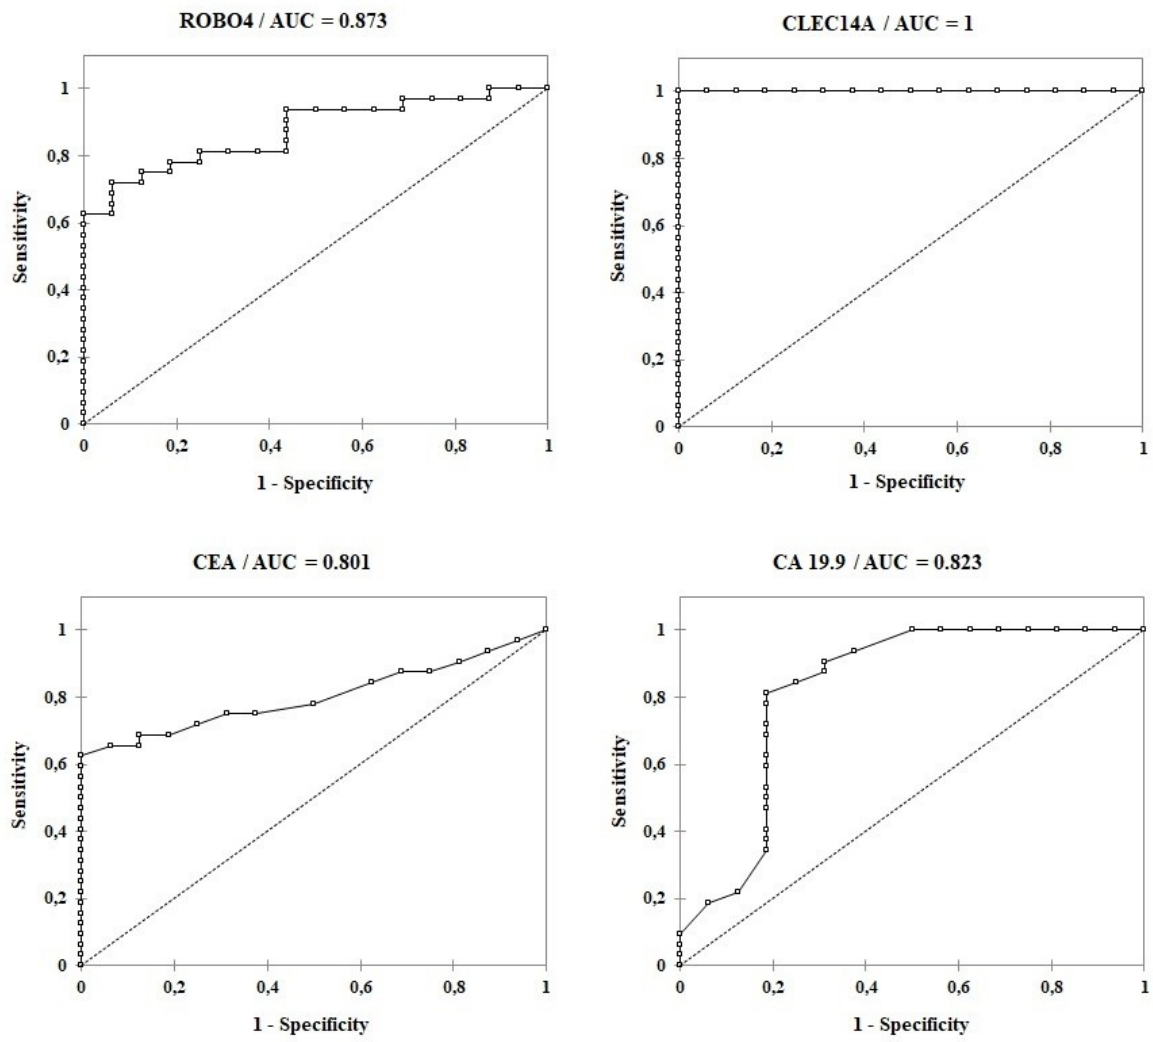 ROBO4 / AUC = 0.873
1
0,8
0,6
0,4
0,2
0
Sensitivity
0 0,2 0,4 0,6 0,8 1
1 - Specificity
CLEC14A / AUC = 1
1
0,8
0,6
0,4
0,2
0
Sensitivity
0 0,2 0,4 0,6 0,8 1
1 - Specificity
CEA / AUC = 0.801
1
0,8
0,6
0,4
0,2
0
Sensitivity
0 0,2 0,4 0,6 0,8 1
1 - Specificity
CA 19.9 / AUC = 0.823
1
0,8
0,6
0,4
0,2
0
Sensitivity
0 0,2 0,4 0,6 0,8 1
1 - Specificity